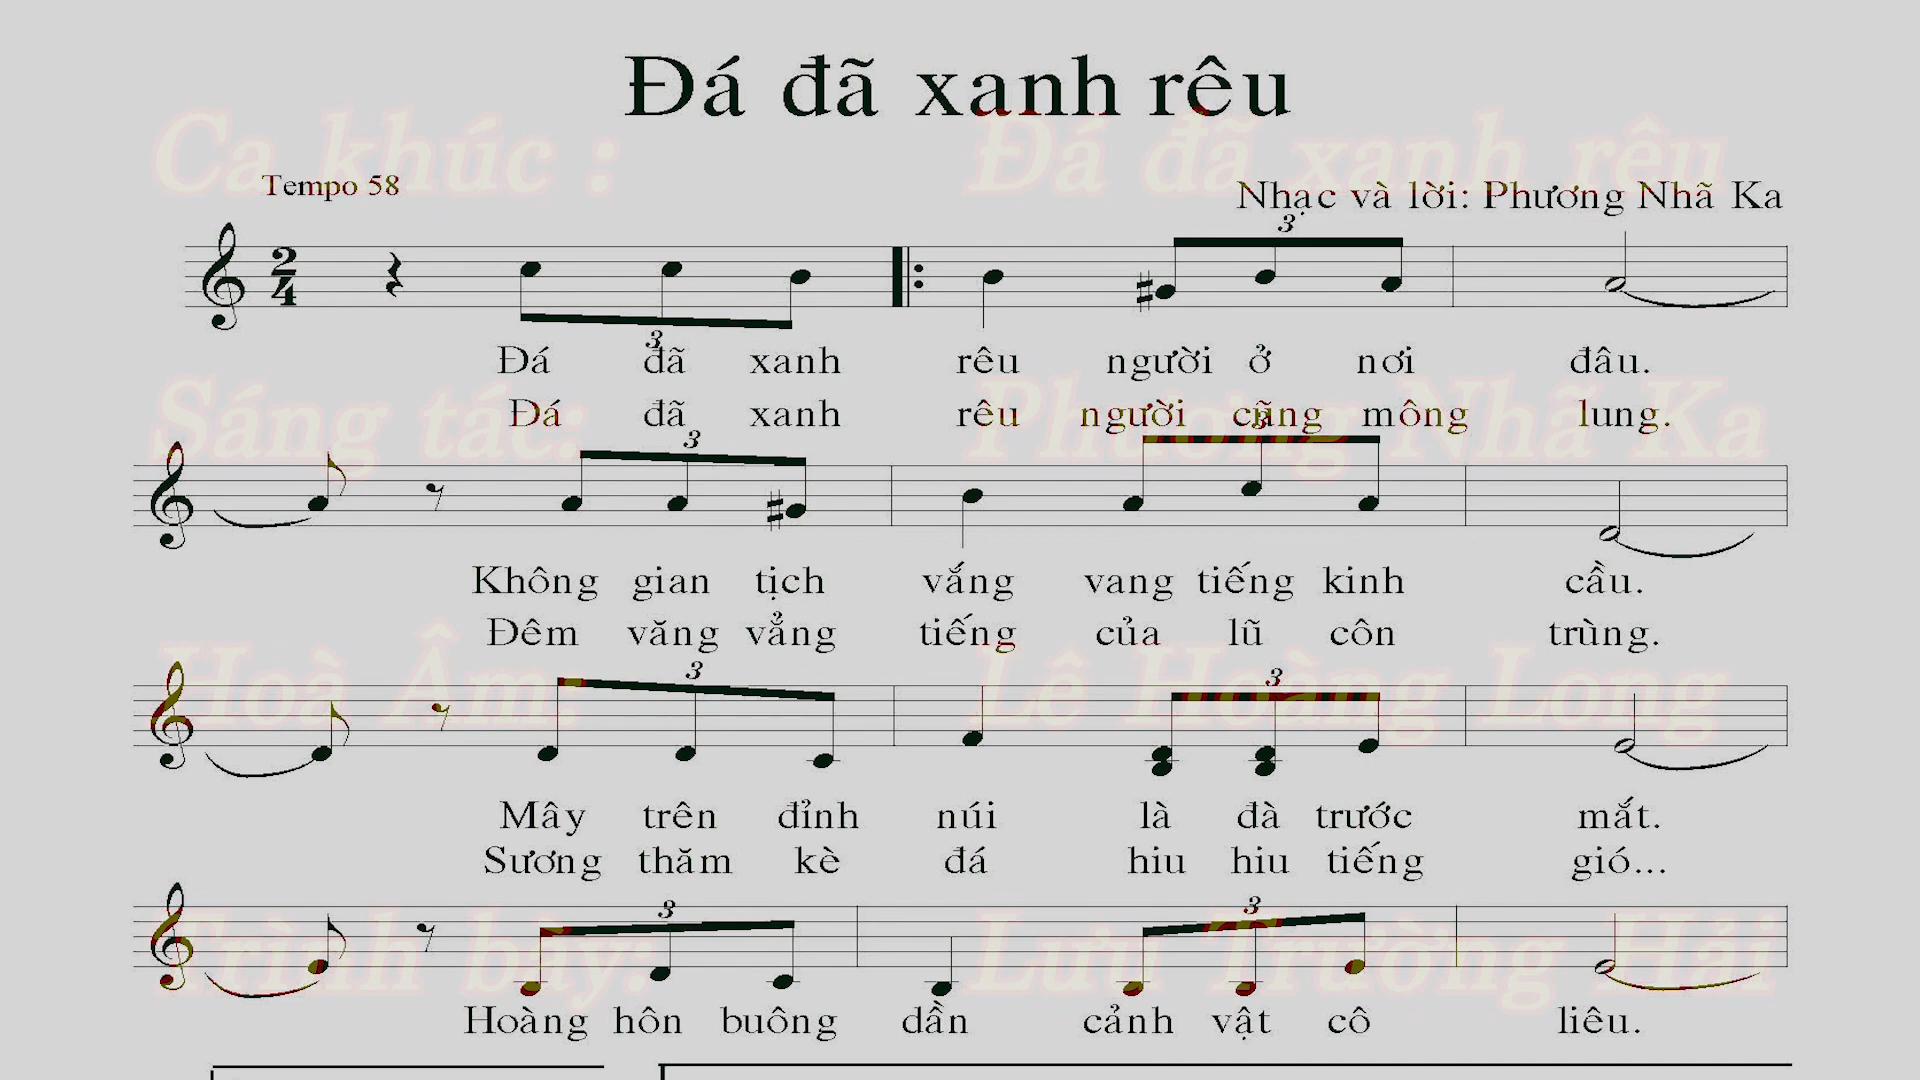 Đá đã xanh rêu
Ca khúc : Đá đã xanh rêu
Tempo 58
Nhạc và lời: Phương Nhã Ka
3
2
4
3
Đá đã xanh rêu người ở nơi đâu.
Đá đã xanh rêu người cũng mông lung.
Sáng tác: Phương Nhã Ka
3 3
Không gian tịch vắng vang tiếng kinh cầu.
Đêm văng vẳng tiếng của lũ côn trùng.
Hoà Âm: Lê Hoàng Long
3 3
Mây trên đỉnh núi là đà trước mắt.
Sương thăm kè đá hiu hiu tiếng gió...
3 3
Trình bày: Lưu Trường Hải
Hoàng hôn buông dần cảnh vật cô liêu.